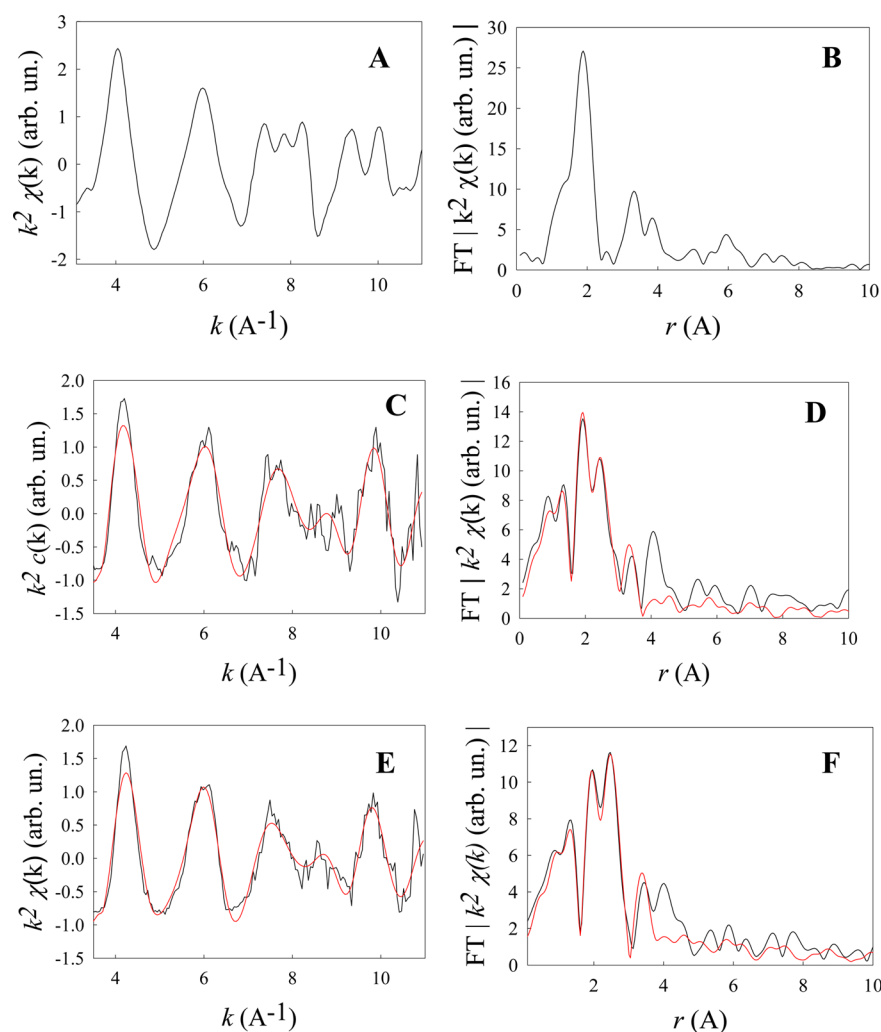 A
k² χ(k) (arb. un.)
3
2
1
0
-1
-2
4 6 8 10
k (A⁻¹)
B
FT | k² χ(k) (arb. un.) |
30
25
20
15
10
5
0
0 2 4 6 8 10
r (A)
C
k² c(k) (arb. un.)
2.0
1.5
1.0
0.5
0.0
-0.5
-1.0
-1.5
4 6 8 10
k (A⁻¹)
D
FT | k² χ(k) (arb. un.) |
16
14
12
10
8
6
4
2
0
0 2 4 6 8 10
r (A)
E
k² χ(k) (arb. un.)
2.0
1.5
1.0
0.5
0.0
-0.5
-1.0
-1.5
4 6 8 10
k (A⁻¹)
F
FT | k² χ(k) (arb. un.) |
12
10
8
6
4
2
0
2 4 6 8 10
r (A)